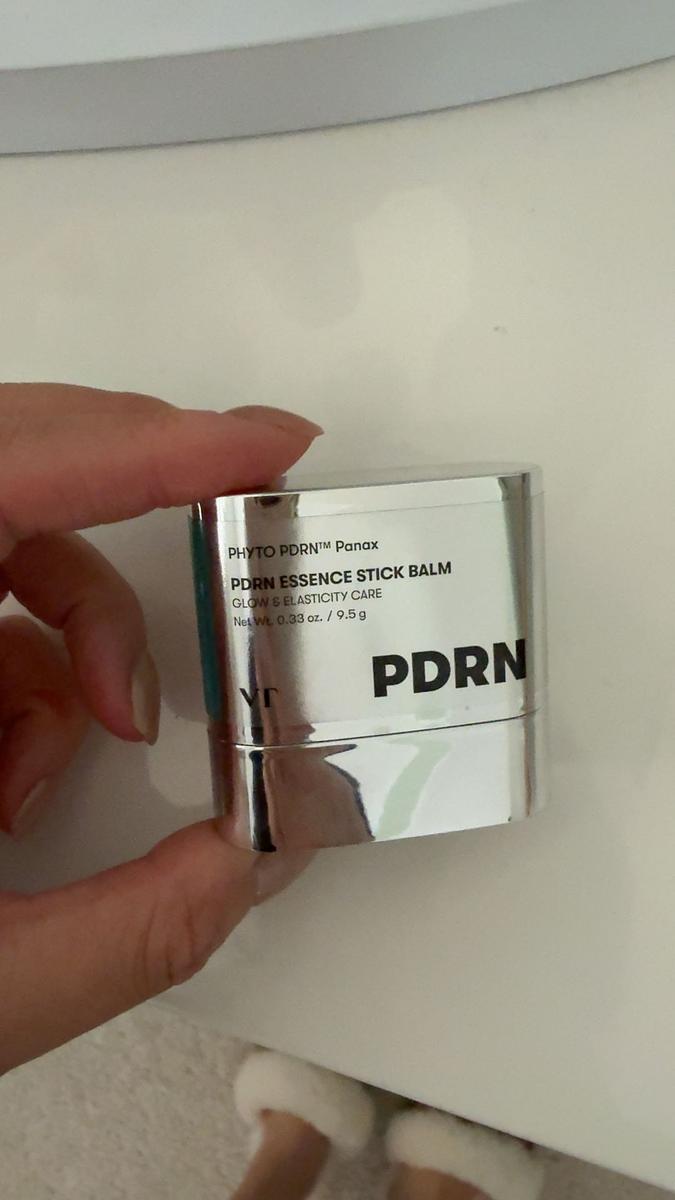 PHYTO PDRN™ Panax
PDRN ESSENCE STICK BALM
GLOW & ELASTICITY CARE
Net Wt. 0.33 oz. / 9.5 g
VT
PDRN